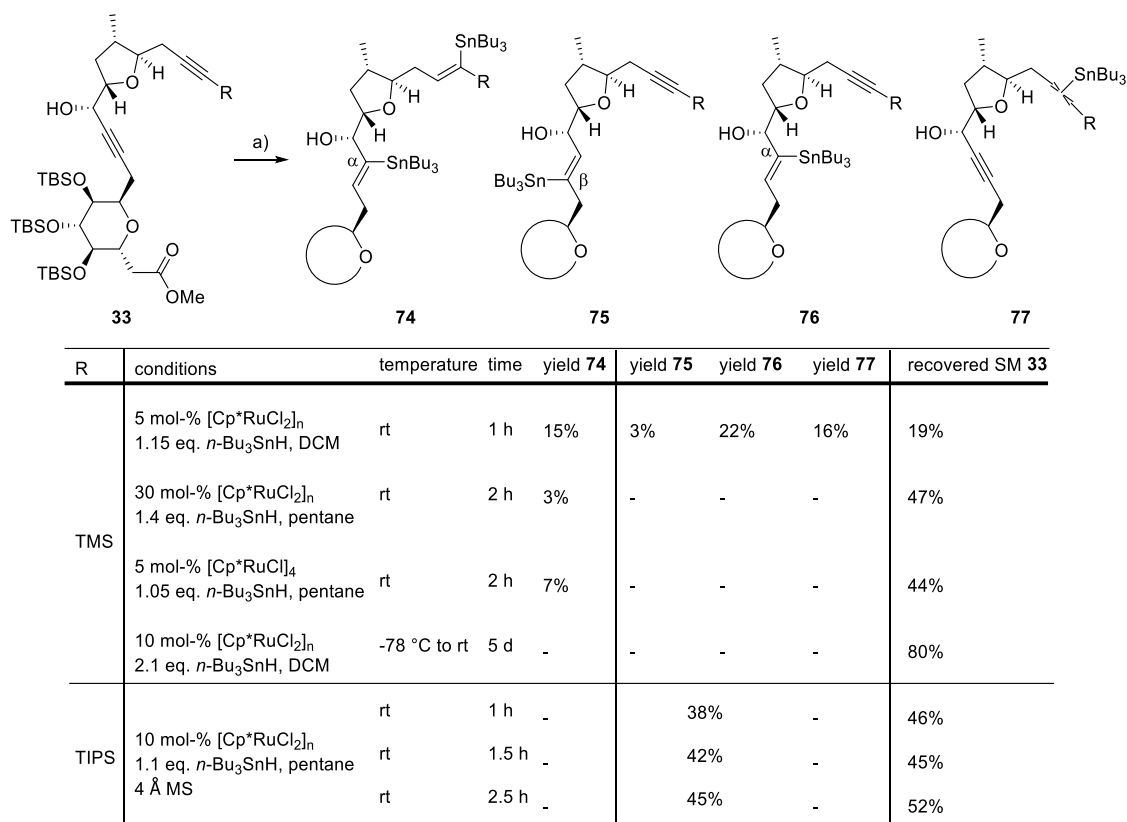 SnBu3
R
O
H
H
HO
R
a)
TBSO
TBSO
TBSO
O
O
OMe
33
SnBu3
R
O
H
H
HO
α
SnBu3
O
74
R
O
H
H
HO
Bu3Sn
β
O
75
R
O
H
H
HO
α
SnBu3
O
76
SnBu3
R
O
H
H
HO
O
77
R conditions temperature time yield 74 yield 75 yield 76 yield 77 recovered SM 33
TMS
5 mol-% [Cp*RuCl2]n
1.15 eq. n-Bu3SnH, DCM
rt 1 h 15% 3% 22% 16% 19%
30 mol-% [Cp*RuCl2]n
1.4 eq. n-Bu3SnH, pentane
rt 2 h 3% - - - 47%
5 mol-% [Cp*RuCl]4
1.05 eq. n-Bu3SnH, pentane
rt 2 h 7% - - - 44%
10 mol-% [Cp*RuCl2]n
2.1 eq. n-Bu3SnH, DCM
-78 °C to rt 5 d - - - - 80%
TIPS
10 mol-% [Cp*RuCl2]n
1.1 eq. n-Bu3SnH, pentane
4 Å MS
rt 1 h - 38% - 46%
rt 1.5 h - 42% - 45%
rt 2.5 h - 45% - 52%